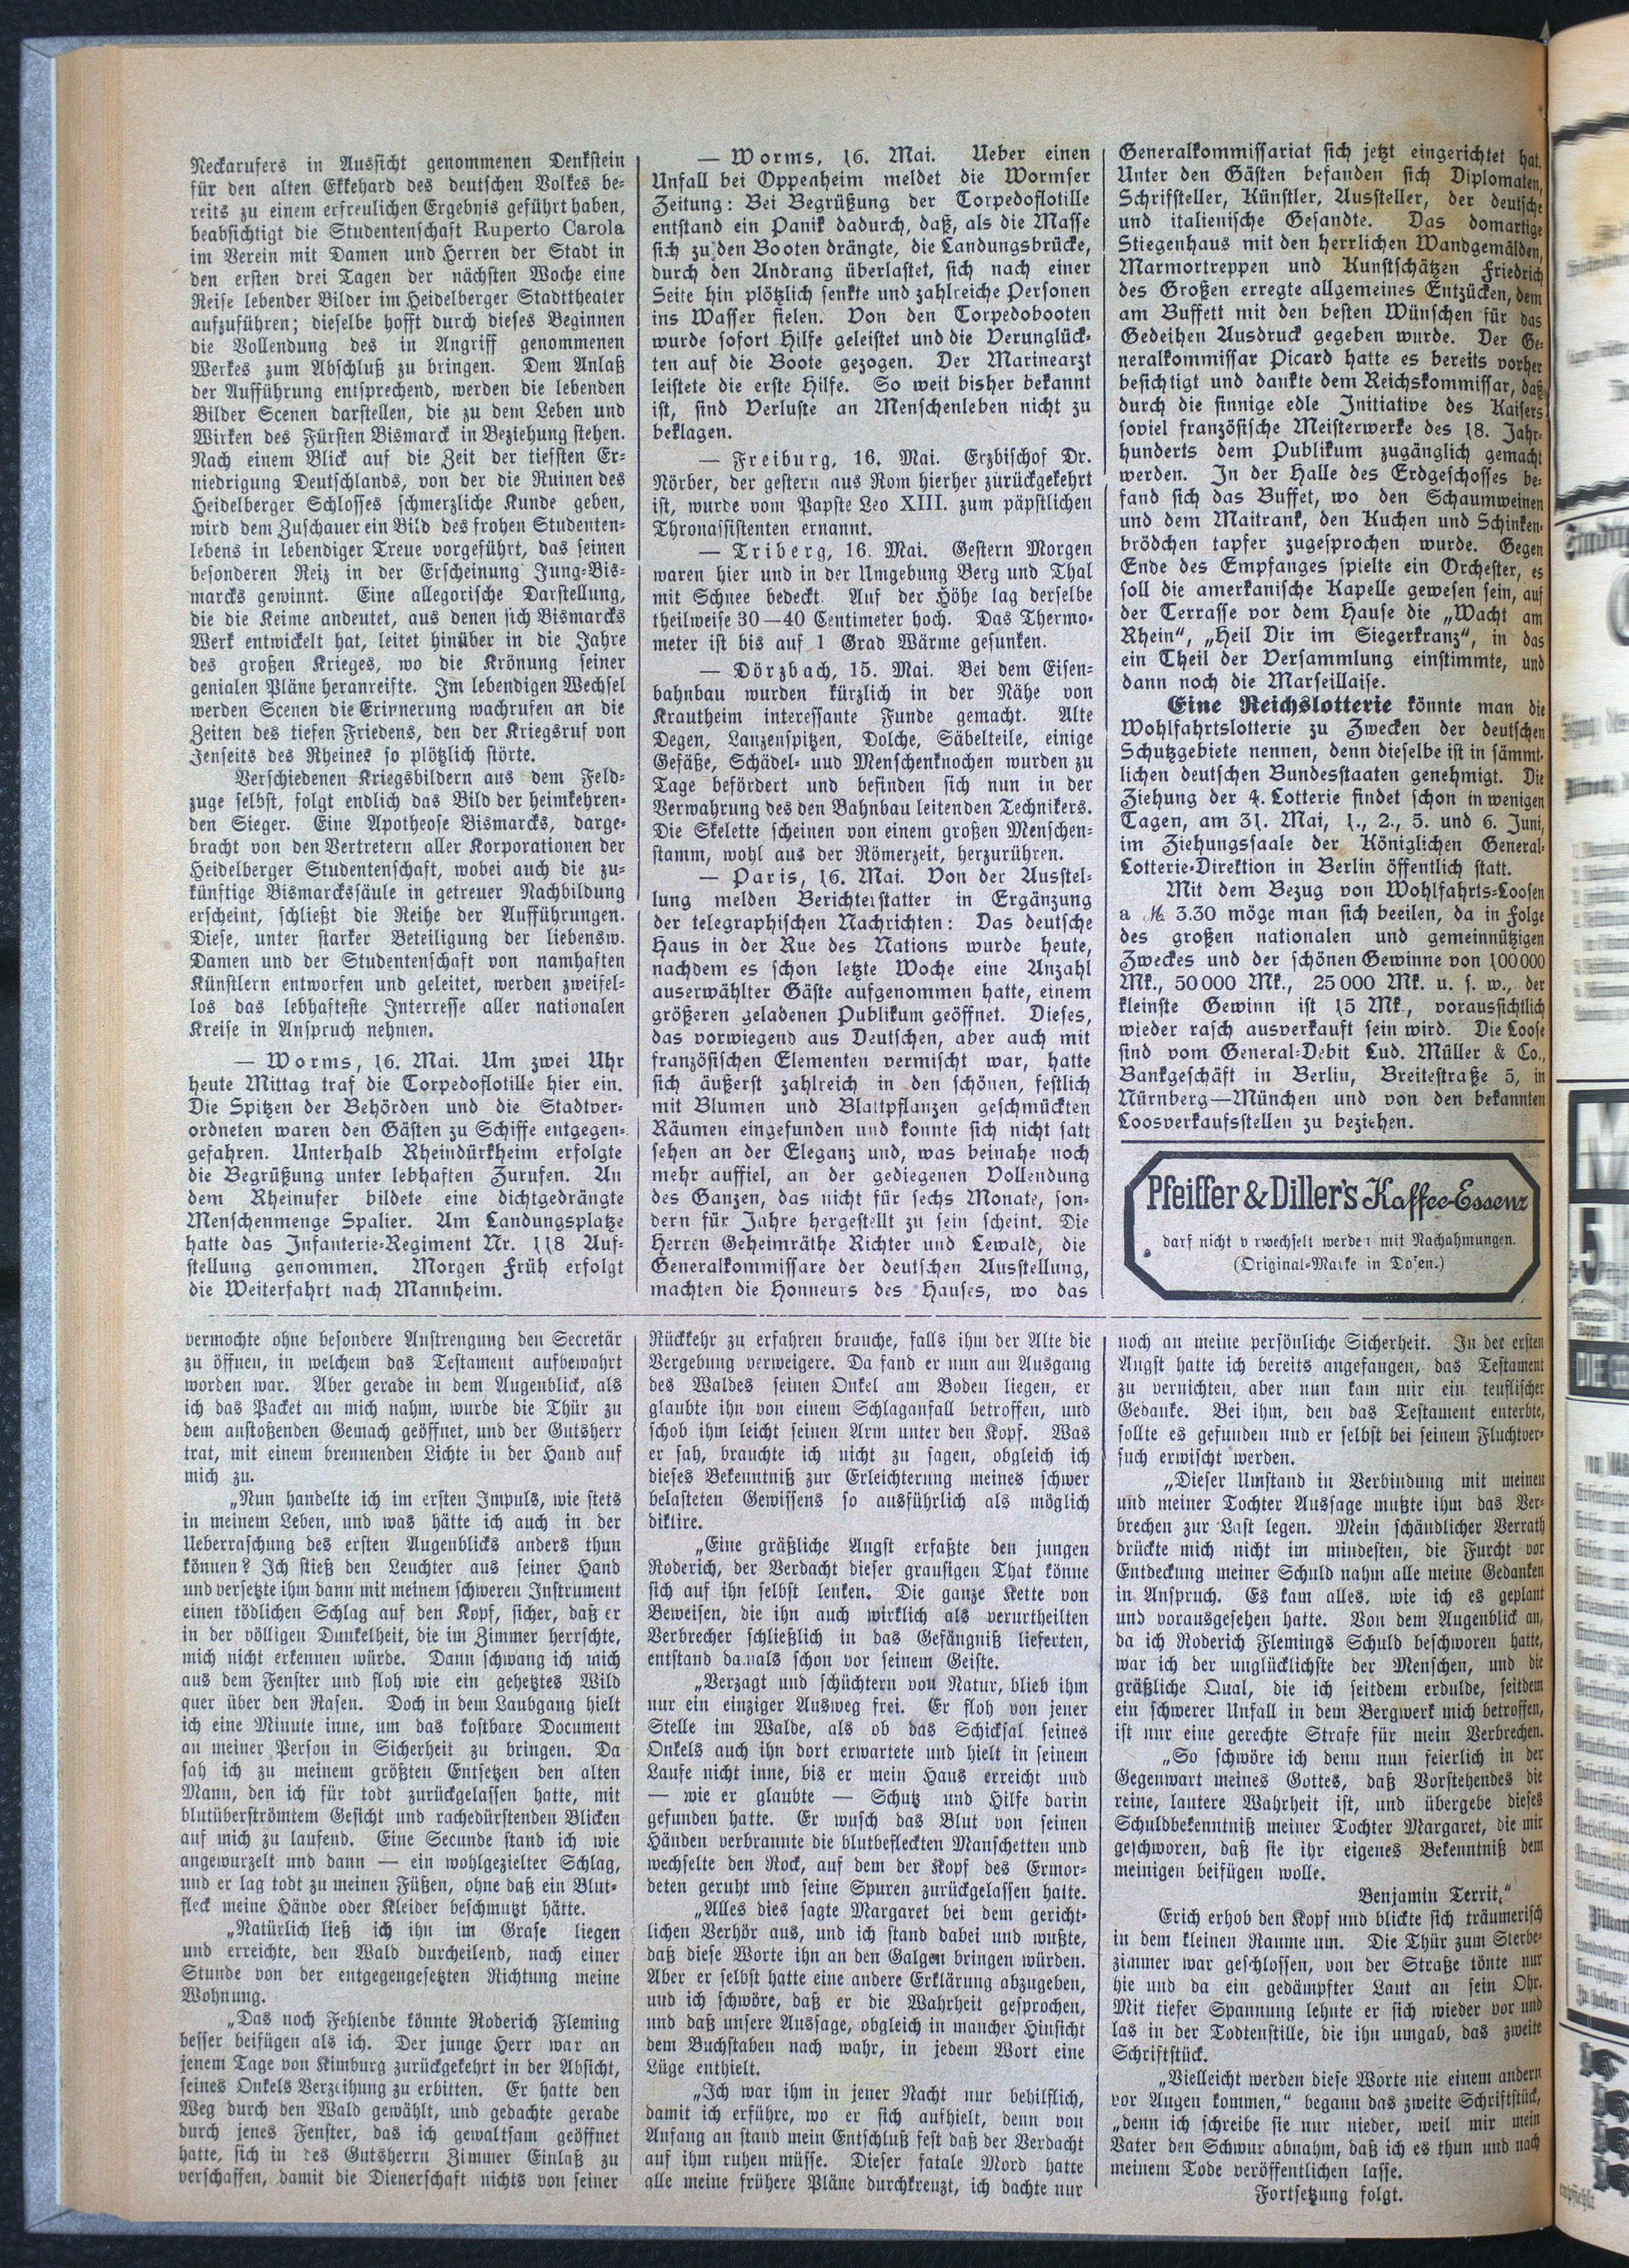 Neckarufers in Aussicht genommenen Denkstein
für den alten Ekkehard des deutschen Volkes be-
reits zu einem erfreulichen Ergebnis geführt haben,
beabsichtigt die Studentenschaft Ruperto Carola
im Verein mit Damen und Herren der Stadt in
den ersten drei Tagen der nächsten Woche eine
Reise lebender Bilder im Heidelberger Stadttheater
aufzuführen; dieselbe hofft durch dieses Beginnen
die Vollendung des in Angriff genommenen
Werkes zum Abschluß zu bringen. Dem Anlaß
der Aufführung entsprechend, werden die lebenden
Bilder Scenen darstellen, die zu dem Leben und
Wirken des Fürsten Bismarck in Beziehung stehen.
Nach einem Blick auf die Zeit der tiefsten Er-
niedrigung Deutschlands, von der die Ruinen des
Heidelberger Schlosses schmerzliche Kunde geben,
wird dem Zuschauer ein Bild des frohen Studenten-
lebens in lebendiger Treue vorgeführt, das seinen
besonderen Reiz in der Erscheinung Jung-Bis-
marcks gewinnt. Eine allegorische Darstellung,
die die Keime andeutet, aus denen sich Bismarcks
Werk entwickelt hat, leitet hinüber in die Jahre
des großen Krieges, wo die Krönung seiner
genialen Pläne heranreifte. Im lebendigen Wechsel
werden Scenen die Erinnerung wachrufen an die
Zeiten des tiefen Friedens, den der Kriegsruf von
Jenseits des Rheines so plötzlich störte.
Verschiedenen Kriegsbildern aus dem Feld-
zuge selbst, folgt endlich das Bild der heimkehren-
den Sieger. Eine Apotheose Bismarcks, darge-
bracht von den Vertretern aller Korporationen der
Heidelberger Studentenschaft, wobei auch die zu-
künftige Bismarckssäule in getreuer Nachbildung
erscheint, schließt die Reihe der Aufführungen.
Diese, unter starker Beteiligung der liebensw.
Damen und der Studentenschaft von namhaften
Künstlern entworfen und geleitet, werden zweifel-
los das lebhafteste Interresse aller nationalen
Kreise in Anspruch nehmen.
— Worms, 16. Mai. Um zwei Uhr
heute Mittag traf die Torpedoflotille hier ein.
Die Spitzen der Behörden und die Stadtver-
ordneten waren den Gästen zu Schiffe entgegen-
gefahren. Unterhalb Rheindürkheim erfolgte
die Begrüßung unter lebhaften Zurufen. An
dem Rheinufer bildete eine dichtgedrängte
Menschenmenge Spalier. Am Landungsplatze
hatte das Infanterie-Regiment Nr. 118 Auf-
stellung genommen. Morgen früh erfolgt
die Weiterfahrt nach Mannheim.
— Worms, 16. Mai. Ueber einen
Unfall bei Oppenheim meldet die Wormser
Zeitung: Bei Begrüßung der Torpedoflotille
entstand ein Panik dadurch, daß, als die Masse
sich zu den Booten drängte, die Landungsbrücke,
durch den Andrang überlastet, sich nach einer
Seite hin plötzlich senkte und zahlreiche Personen
ins Wasser fielen. Von den Torpedobooten
wurde sofort Hilfe geleistet und die Verunglück-
ten auf die Boote gezogen. Der Marinearzt
leistete die erste Hilfe. So weit bisher bekannt
ist, sind Verluste an Menschenleben nicht zu
beklagen.
— Freiburg, 16. Mai. Erzbischof Dr.
Nörber, der gestern aus Rom hierher zurückgekehrt
ist, wurde vom Papste Leo XIII. zum päpstlichen
Thronassistenten ernannt.
— Triberg, 16. Mai. Gestern Morgen
waren hier und in der Umgebung Berg und Thal
mit Schnee bedeckt. Auf der Höhe lag derselbe
theilweise 30—40 Centimeter hoch. Das Thermo-
meter ist bis auf 1 Grad Wärme gesunken.
— Dörzbach, 15. Mai. Bei dem Eisen-
bahnbau wurden kürzlich in der Nähe von
Krautheim interessante Funde gemacht. Alte
Degen, Lanzenspitzen, Dolche, Säbelteile, einige
Gefäße, Schädel- uud Menschenknochen wurden zu
Tage befördert und befinden sich nun in der
Verwahrung des den Bahnbau leitenden Technikers.
Die Skelette scheinen von einem großen Menschen-
stamm, wohl aus der Römerzeit, herzurühren.
— Paris, 16. Mai. Von der Ausstel-
lung melden Berichterstatter in Ergänzung
der telegraphischen Nachrichten: Das deutsche
Haus in der Rue des Nations wurde heute,
nachdem es schon letzte Woche eine Anzahl
auserwählter Gäste aufgenommen hatte, einem
größeren geladenen Publikum geöffnet. Dieses,
das vorwiegend aus Deutschen, aber auch mit
französischen Elementen vermischt war, hatte
sich äußerst zahlreich in den schönen, festlich
mit Blumen und Blattpflanzen geschmückten
Räumen eingefunden und konnte sich nicht satt
sehen an der Eleganz und, was beinahe noch
mehr auffiel, an der gediegenen Vollendung
des Ganzen, das nicht für sechs Monate, son-
dern für Jahre hergestellt zu sein scheint. Die
Herren Geheimräthe Richter und Lewald, die
Generalkommissare der deutschen Ausstellung,
machten die Honneurs des Hauses, wo das
Generalkommissariat sich jetzt eingerichtet hat.
Unter den Gästen befanden sich Diplomaten,
Schriftsteller, Künstler, Aussteller, der deutsche
und italienische Gesandte. Das domartige
Stiegenhaus mit den herrlichen Wandgemälden,
Marmortreppen und Kunstschätzen Friedrich
des Großen erregte allgemeines Entzücken, dem
am Buffett mit den besten Wünschen für das
Gedeihen Ausdruck gegeben wurde. Der Ge-
neralkommissar Picard hatte es bereits vorher
besichtigt und dankte dem Reichskommissar, daß
durch die sinnige edle Initiative des Kaisers
soviel französische Meisterwerke des 18. Jahr-
hunderts dem Publikum zugänglich gemacht
werden. In der Halle des Erdgeschosses be-
fand sich das Buffet, wo den Schaumweinen
und dem Maitrank, den Kuchen und Schinken-
brödchen tapfer zugesprochen wurde. Gegen
Ende des Empfanges spielte ein Orchester, es
soll die amerkanische Kapelle gewesen sein, auf
der Terrasse vor dem Hause die „Wacht am
Rhein“, „Heil Dir im Siegerkranz“, in das
ein Theil der Versammlung einstimmte, und
dann noch die Marseillaise.
Eine Reichslotterie könnte man die
Wohlfahrtslotterie zu Zwecken der deutschen
Schutzgebiete nennen, denn dieselbe ist in sämmt-
lichen deutschen Bundesstaaten genehmigt. Die
Ziehung der 4. Lotterie findet schon in wenigen
Tagen, am 31. Mai, 1., 2., 5. und 6. Juni,
im Ziehungssaale der Königlichen General-
Lotterie-Direktion in Berlin öffentlich statt.
Mit dem Bezug von Wohlfahrts-Loosen
a ℳ 3.30 möge man sich beeilen, da in Folge
des großen nationalen und gemeinnützigen
Zweckes und der schönen Gewinne von 100000
Mk., 50000 Mk., 25000 Mk. u. s. w., der
kleinste Gewinn ist 15 Mk., voraussichtlich
wieder rasch ausverkauft sein wird. Die Loose
sind vom General-Debit Lud. Müller & Co.,
Bankgeschäft in Berlin, Breitestraße 5, in
Nürnberg—München und von den bekannten
Loosverkaufsstellen zu beziehen.
Pfeiffer & Diller's Kaffee-Essenz
darf nicht v rwechselt werden mit Nachahmungen.
(Original-Marke in Dosen.)
vermochte ohne besondere Anstrengung den Secretär
zu öffnen, in welchem das Testament aufbewahrt
worden war. Aber gerade in dem Augenblick, als
ich das Packet an mich nahm, wurde die Thür zu
dem anstoßenden Gemach geöffnet, und der Gutsherr
trat, mit einem brennenden Lichte in der Hand auf
mich zu.
„Nun handelte ich im ersten Impuls, wie stets
in meinem Leben, und was hätte ich auch in der
Ueberraschung des ersten Augenblicks anders thun
können? Ich stieß den Leuchter aus seiner Hand
und versetzte ihm dann mit meinem schweren Instrument
einen tödlichen Schlag auf den Kopf, sicher, daß er
in der völligen Dunkelheit, die im Zimmer herrschte,
mich nicht erkennen würde. Dann schwang ich mich
aus dem Fenster und floh wie ein gehetztes Wild
quer über den Rasen. Doch in dem Laubgang hielt
ich eine Minute inne, um das kostbare Document
an meiner Person in Sicherheit zu bringen. Da
sah ich zu meinem größten Entsetzen den alten
Mann, den ich für todt zurückgelassen hatte, mit
blutüberströmtem Gesicht und rachedürstenden Blicken
auf mich zu laufend. Eine Secunde stand ich wie
angewurzelt und dann — ein wohlgezielter Schlag,
und er lag todt zu meinen Füßen, ohne daß ein Blut-
fleck meine Hände oder Kleider beschmutzt hätte.
„Natürlich ließ ich ihn im Grase liegen
und erreichte, den Wald durcheilend, nach einer
Stunde von der entgegengesetzten Richtung meine
Wohnung.
„Das noch Fehlende könnte Roderich Fleming
besser beifügen als ich. Der junge Herr war an
jenem Tage von Kimburg zurückgekehrt in der Absicht,
seines Onkels Verzeihung zu erbitten. Er hatte den
Weg durch den Wald gewählt, und gedachte gerade
durch jenes Fenster, das ich gewaltsam geöffnet
hatte, sich in des Gutsherrn Zimmer Einlaß zu
verschaffen, damit die Dienerschaft nichts von seiner
Rückkehr zu erfahren brauche, falls ihm der Alte die
Vergebung verweigere. Da fand er nun am Ausgang
des Waldes seinen Onkel am Boden liegen, er
glaubte ihn von einem Schlaganfall betroffen, und
schob ihm leicht seinen Arm unter den Kopf. Was
er sah, brauchte ich nicht zu sagen, obgleich ich
dieses Bekenntniß zur Erleichterung meines schwer
belasteten Gewissens so ausführlich als möglich
diktire.
„Eine gräßliche Angst erfaßte den jungen
Roderich, der Verdacht dieser grausigen That könne
sich auf ihn selbst lenken. Die ganze Kette von
Beweisen, die ihn auch wirklich als verurtheilten
Verbrecher schließlich in das Gefängniß lieferten,
entstand damals schon vor seinem Geiste.
„Verzagt und schüchtern von Natur, blieb ihm
nur ein einziger Ausweg frei. Er floh von jener
Stelle im Walde, als ob das Schicksal seines
Onkels auch ihn dort erwartete und hielt in seinem
Laufe nicht inne, bis er mein Haus erreicht und
— wie er glaubte — Schutz und Hilfe darin
gefunden hatte. Er wusch das Blut von seinen
Händen verbrannte die blutbefleckten Manschetten und
wechselte den Rock, auf dem der Kopf des Ermor-
deten geruht und seine Spuren zurückgelassen hatte.
„Alles dies sagte Margaret bei dem gericht-
lichen Verhör aus, und ich stand dabei und wußte,
daß diese Worte ihn an den Galgen bringen würden.
Aber er selbst hatte eine andere Erklärung abzugeben,
und ich schwöre, daß er die Wahrheit gesprochen,
und daß unsere Aussage, obgleich in mancher Hinsicht
dem Buchstaben nach wahr, in jedem Wort eine
Lüge enthielt.
„Ich war ihm in jener Nacht nur behilflich,
damit ich erführe, wo er sich aufhielt, denn von
Anfang an stand mein Entschluß fest daß der Verdacht
auf ihm ruhen müsse. Dieser fatale Mord hatte
alle meine frühere Pläne durchkreuzt, ich dachte nur
noch an meine persönliche Sicherheit. In der ersten
Angst hatte ich bereits angefangen, das Testament
zu vernichten, aber nun kam mir ein teuflischer
Gedanke. Bei ihm, den das Testament enterbte,
sollte es gefunden und er selbst bei seinem Fluchtver-
such erwischt werden.
„Dieser Umstand in Verbindung mit meinen
und meiner Tochter Aussage mußte ihm das Ver-
brechen zur Last legen. Mein schändlicher Verrath
drückte mich nicht im mindesten, die Furcht vor
Entdeckung meiner Schuld nahm alle meine Gedanken
in Anspruch. Es kam alles, wie ich es geplant
und vorausgesehen hatte. Von dem Augenblick an,
da ich Roderich Flemings Schuld beschworen hatte,
war ich der unglücklichste der Menschen, und die
gräßliche Qual, die ich seitdem erdulde, seitdem
ein schwerer Unfall in dem Bergwerk mich betroffen,
ist nur eine gerechte Strafe für mein Verbrechen.
„So schwöre ich denn nun feierlich in der
Gegenwart meines Gottes, daß Vorstehendes die
reine, lautere Wahrheit ist, und übergebe dieses
Schuldbekenntniß meiner Tochter Margaret, die mir
geschworen, daß sie ihr eigenes Bekenntniß dem
meinigen beifügen wolle.
Benjamin Territ.“
Erich erhob den Kopf und blickte sich träumerisch
in dem kleinen Raume um. Die Thür zum Sterbe-
zimmer war geschlossen, von der Straße tönte nur
hie und da ein gedämpfter Laut an sein Ohr.
Mit tiefer Spannung lehnte er sich wieder vor und
las in der Todtenstille, die ihn umgab, das zweite
Schriftstück.
„Vielleicht werden diese Worte nie einem andern
vor Augen kommen,“ begann das zweite Schriftstück,
„denn ich schreibe sie nur nieder, weil mir mein
Vater den Schwur abnahm, daß ich es thun und nach
meinem Tode veröffentlichen lasse.
Fortsetzung folgt.